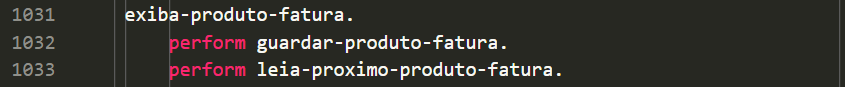 1031 exiba-produto-fatura.
1032 perform guardar-produto-fatura.
1033 perform leia-proximo-produto-fatura.